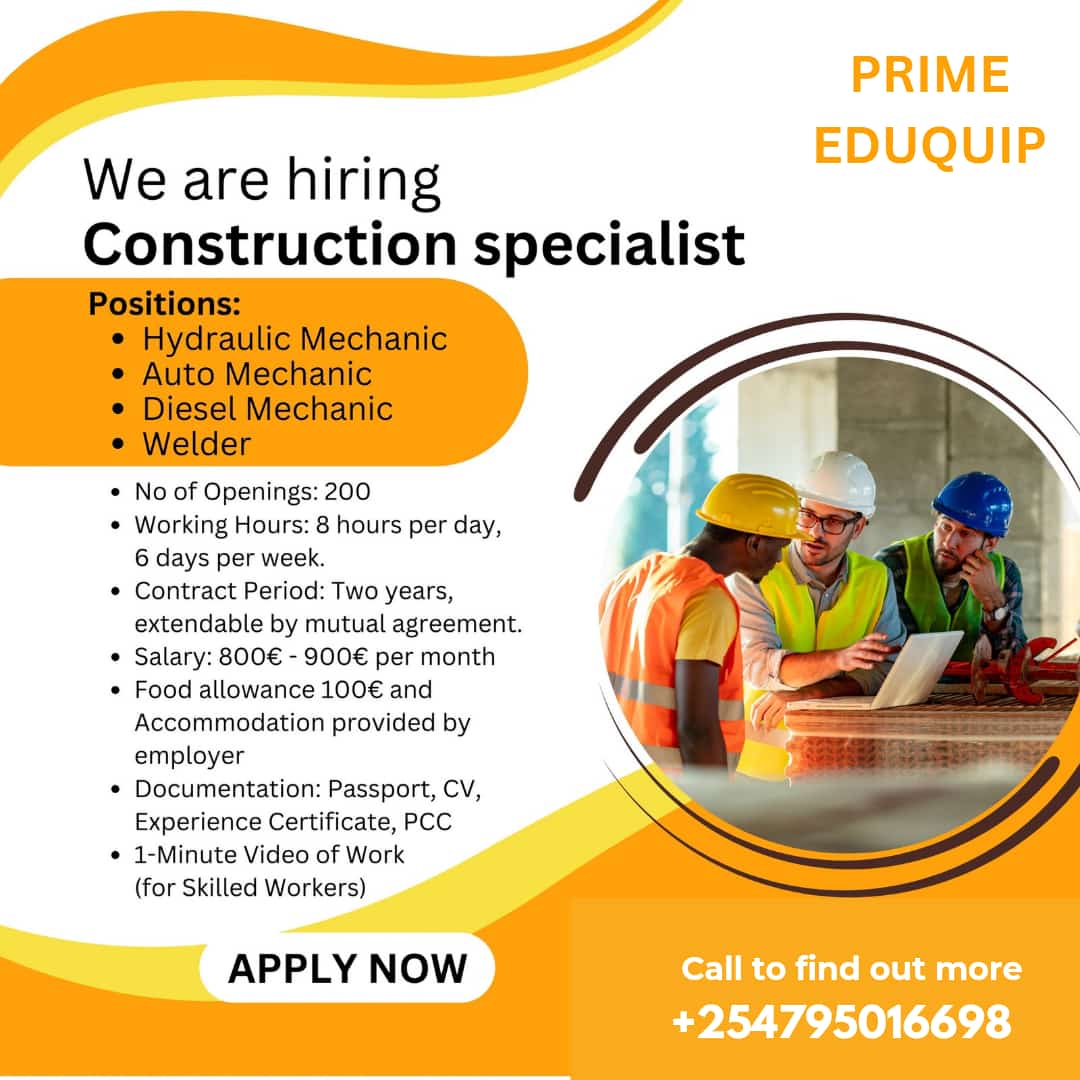 PRIME
EDUQUIP
We are hiring
Construction specialist
Positions:
• Hydraulic Mechanic
• Auto Mechanic
• Diesel Mechanic
• Welder
• No of Openings: 200
• Working Hours: 8 hours per day,
6 days per week.
• Contract Period: Two years,
extendable by mutual agreement.
• Salary: 800€ - 900€ per month
• Food allowance 100€ and
Accommodation provided by
employer
• Documentation: Passport, CV,
Experience Certificate, PCC
• 1-Minute Video of Work
(for Skilled Workers)
APPLY NOW
Call to find out more
+254795016698